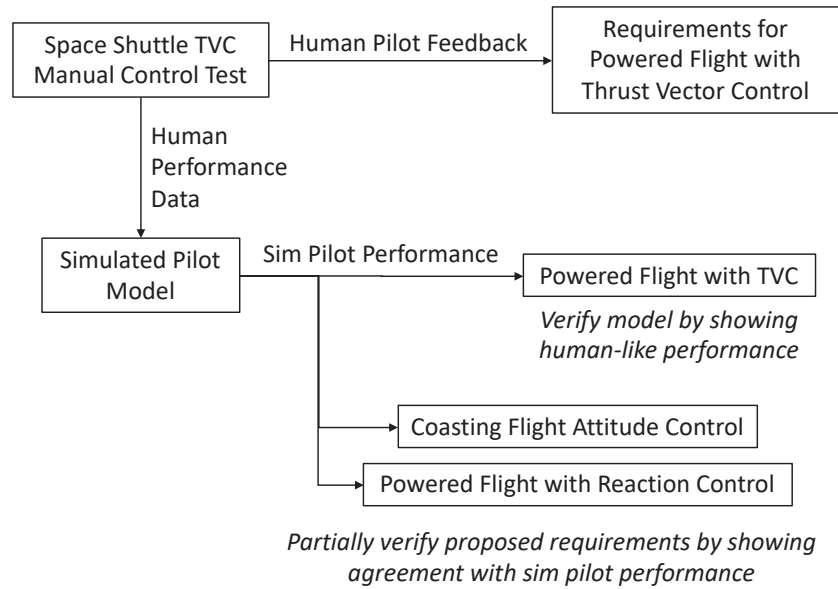 Space Shuttle TVC
Manual Control Test
Human Pilot Feedback
Requirements for
Powered Flight with
Thrust Vector Control
Human
Performance
Data
Simulated Pilot
Model
Sim Pilot Performance
Powered Flight with TVC
Verify model by showing
human-like performance
Coasting Flight Attitude Control
Powered Flight with Reaction Control
Partially verify proposed requirements by showing
agreement with sim pilot performance